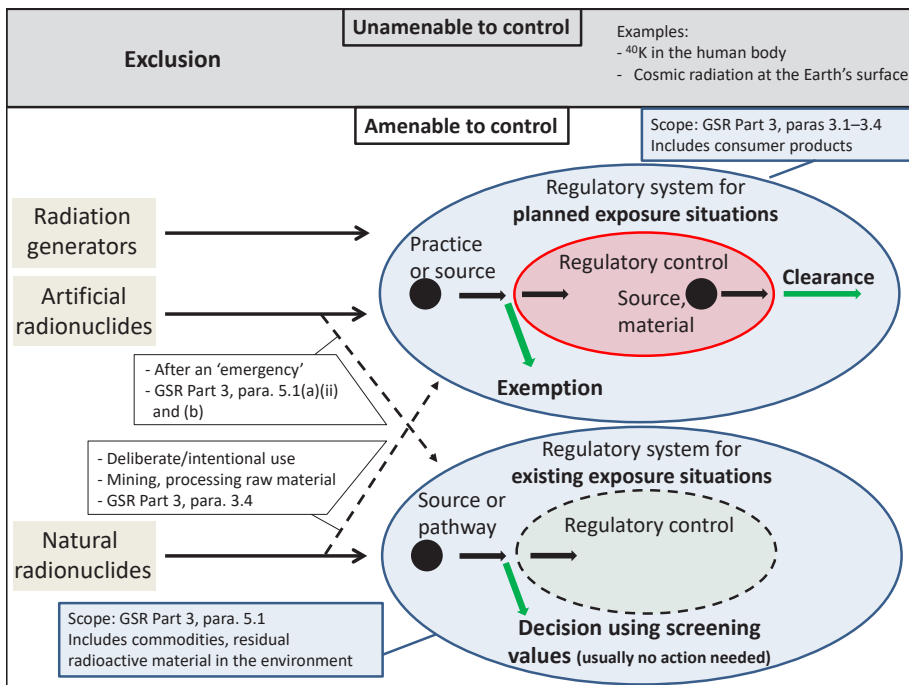 Unamenable to control
Exclusion
Examples:
- ⁴⁰K in the human body
- Cosmic radiation at the Earth's surface
Amenable to control
Scope: GSR Part 3, paras 3.1–3.4
Includes consumer products
Radiation
generators
Artificial
radionuclides
Natural
radionuclides
- After an 'emergency'
- GSR Part 3, para. 5.1(a)(ii)
and (b)
- Deliberate/intentional use
- Mining, processing raw material
- GSR Part 3, para. 3.4
Regulatory system for
planned exposure situations
Practice
or source
Regulatory control
Source,
material
Clearance
Exemption
Regulatory system for
existing exposure situations
Source or
pathway
Regulatory control
Decision using screening
values (usually no action needed)
Scope: GSR Part 3, para. 5.1
Includes commodities, residual
radioactive material in the environment